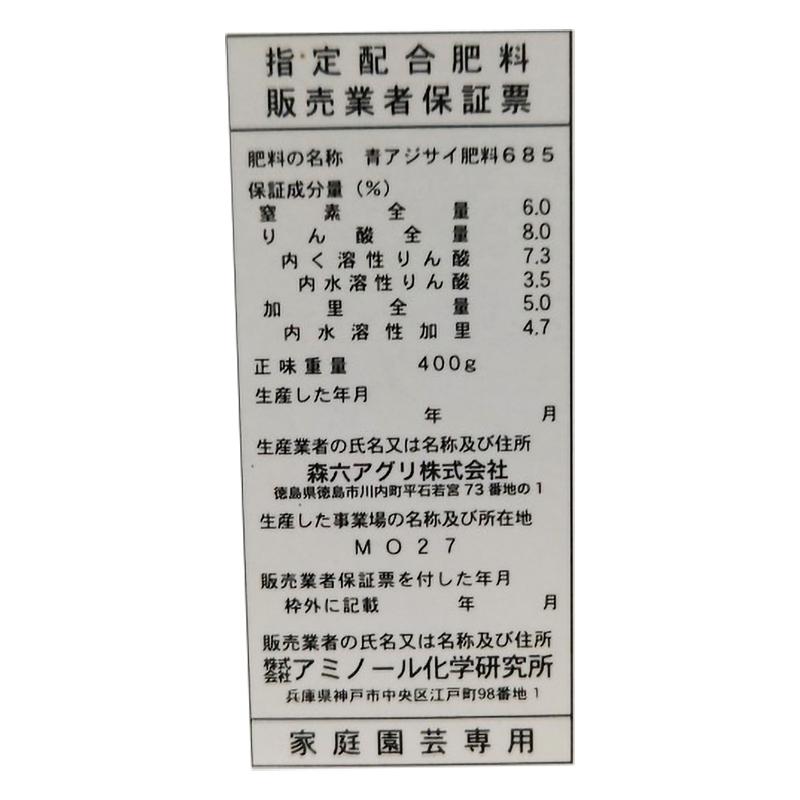 指定配合肥料
販売業者保証票
肥料の名称　青アジサイ肥料685
保証成分量（%）
窒素全量 6.0
りん酸全量 8.0
内く溶性りん酸 7.3
内水溶性りん酸 3.5
加里全量 5.0
内水溶性加里 4.7
正味重量 400g
生産した年月
年 月
生産業者の氏名又は名称及び住所
森六アグリ株式会社
徳島県徳島市川内町平石若宮73番地の1
生産した事業場の名称及び所在地
MO27
販売業者保証票を付した年月
枠外に記載 年 月
販売業者の氏名又は名称及び住所
株式会社アミノール化学研究所
兵庫県神戸市中央区江戸町98番地1
家庭園芸専用